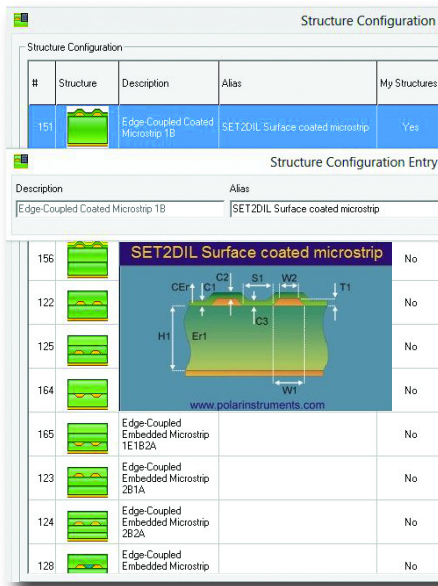 Structure Configuration
Structure Configuration
# Structure Description Alias My Structures
151 Edge-Coupled Coated Microstrip 1B SET2DIL Surface coated microstrip Yes
Structure Configuration Entry
Description Alias
Edge-Coupled Coated Microstrip 1B SET2DIL Surface coated microstrip
156 SET2DIL Surface coated microstrip No
C2 S1 W2
CEr C1 T1
122 No
C3
H1 Er1
125 No
164 W1 No
www.polarinstruments.com
165 Edge-Coupled Embedded Microstrip 1E1B2A No
123 Edge-Coupled Embedded Microstrip 2B1A No
124 Edge-Coupled Embedded Microstrip 2B2A No
128 Edge-Coupled Embedded Microstrip No